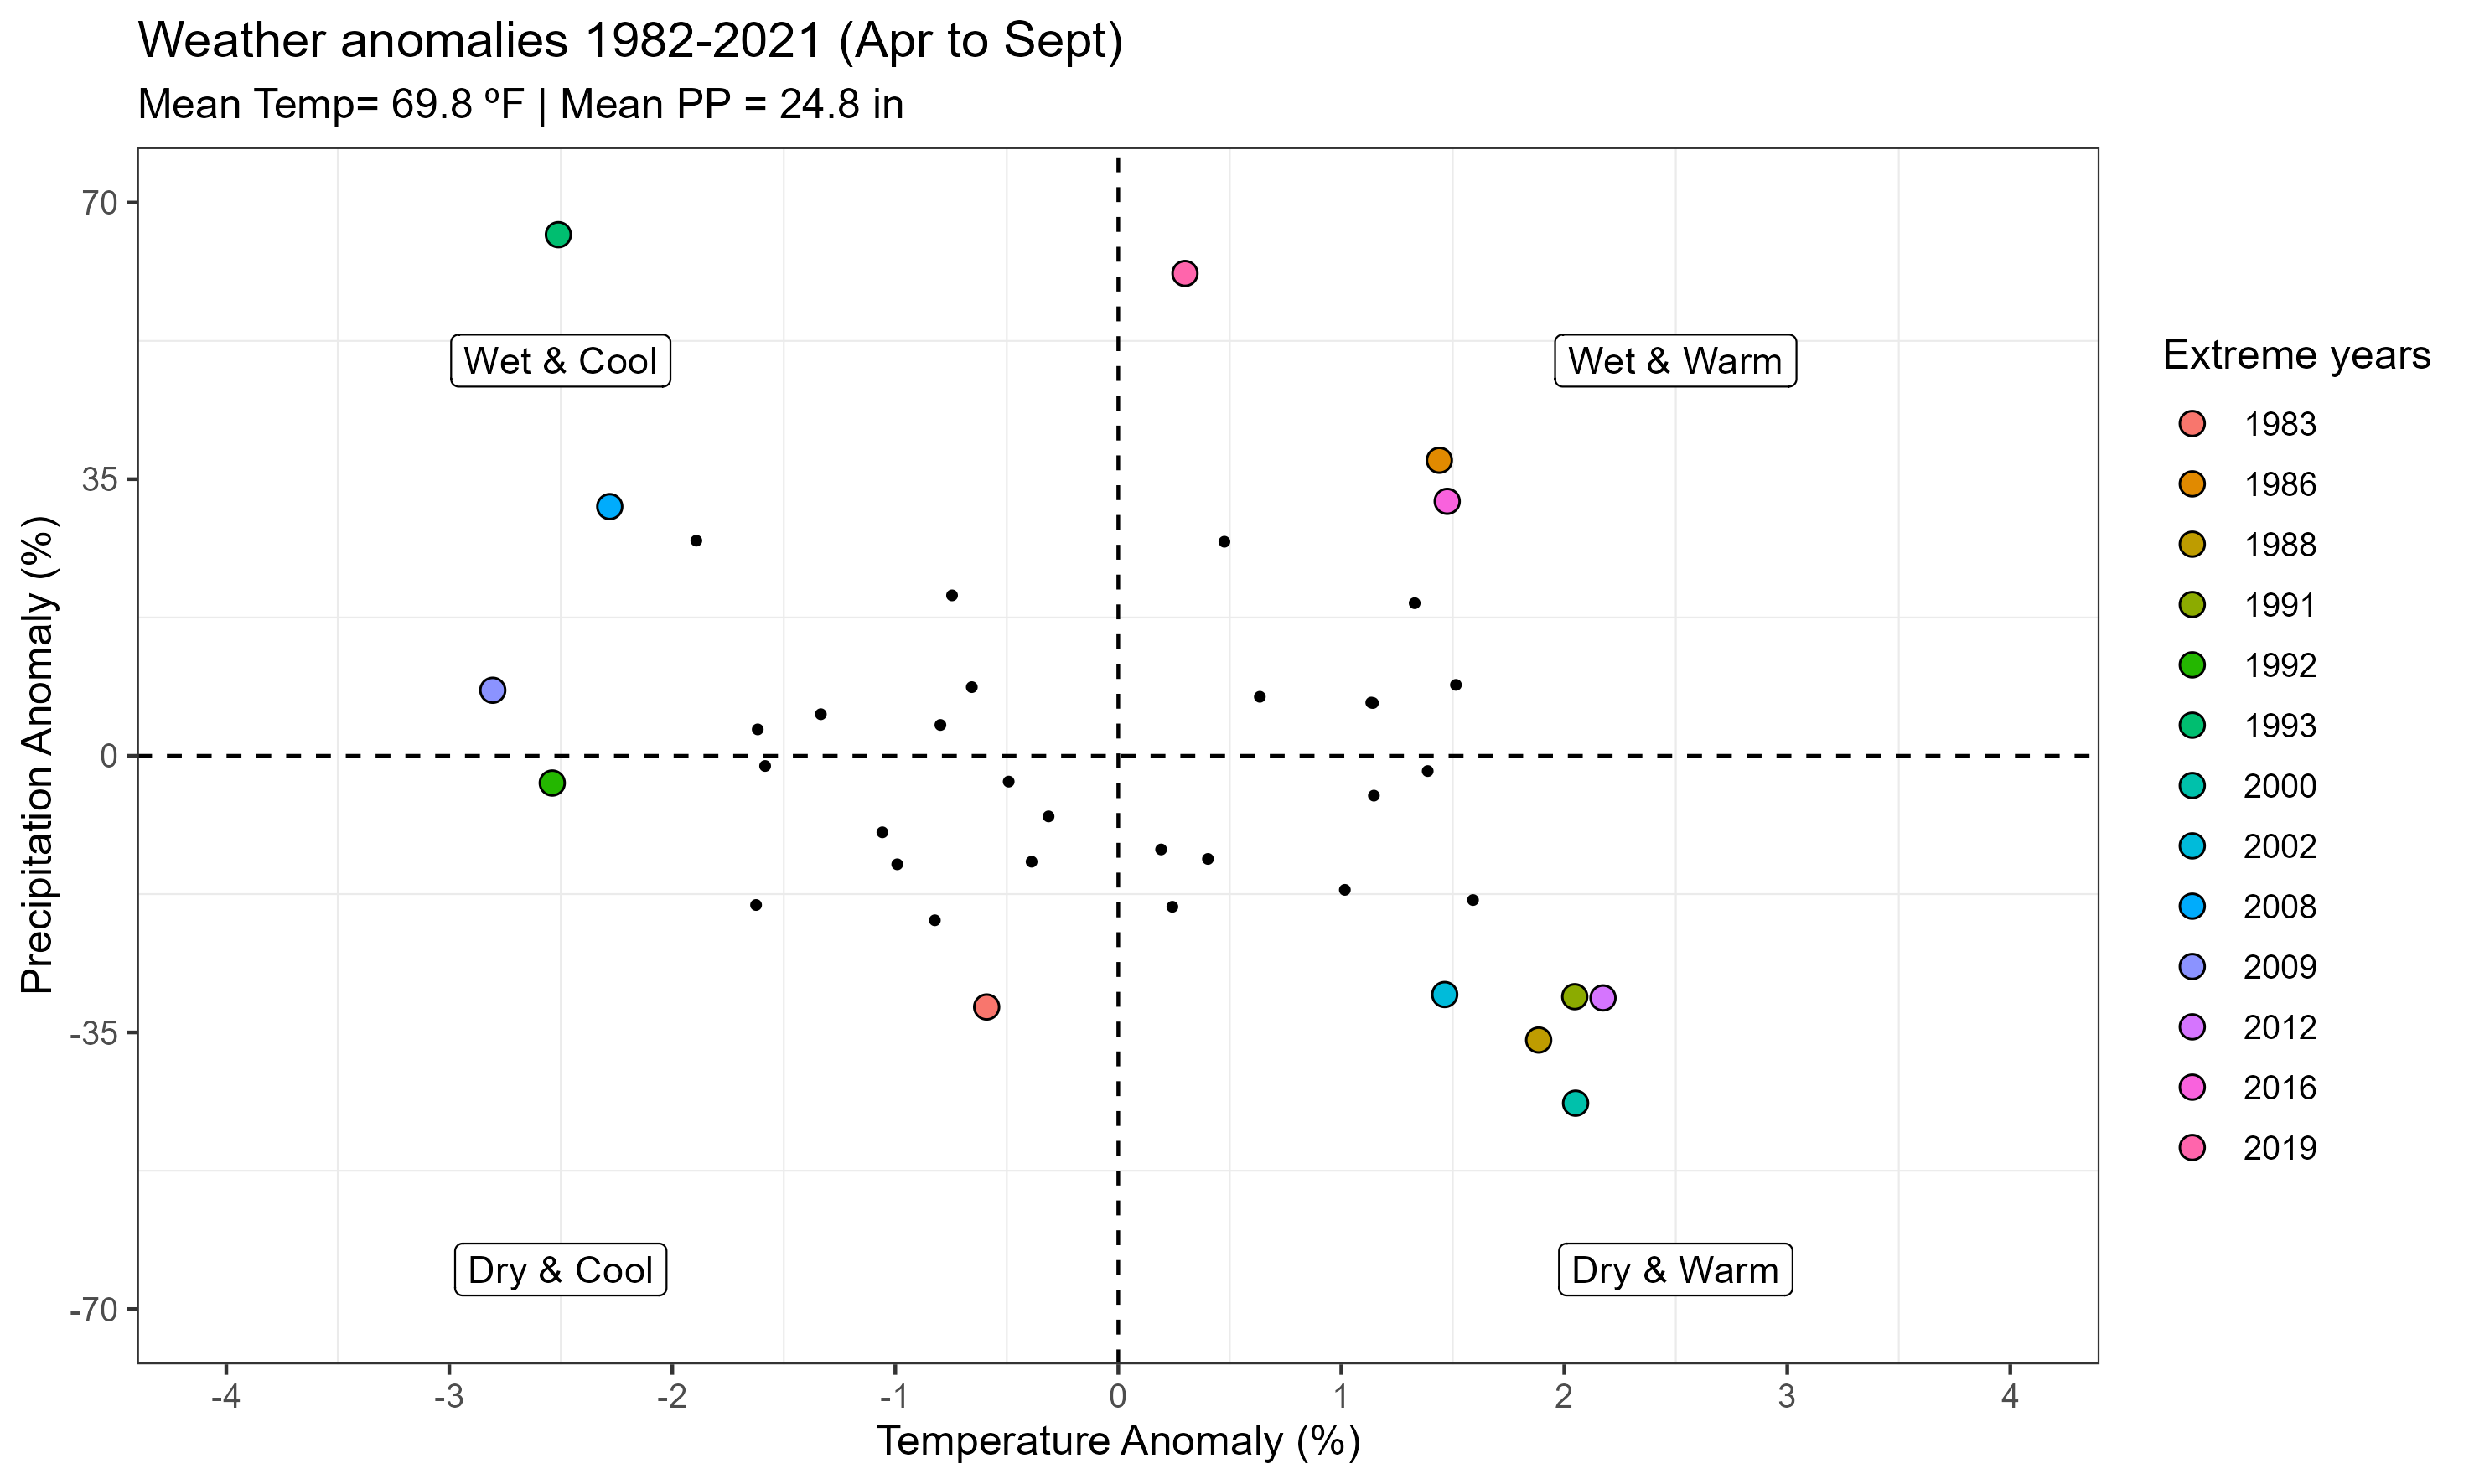 Weather anomalies 1982-2021 (Apr to Sept)
Mean Temp= 69.8 ºF | Mean PP = 24.8 in
Precipitation Anomaly (%)
70
35
0
-35
-70
Wet & Cool
Wet & Warm
Dry & Cool
Dry & Warm
-4 -3 -2 -1 0 1 2 3 4
Temperature Anomaly (%)
Extreme years
1983
1986
1988
1991
1992
1993
2000
2002
2008
2009
2012
2016
2019